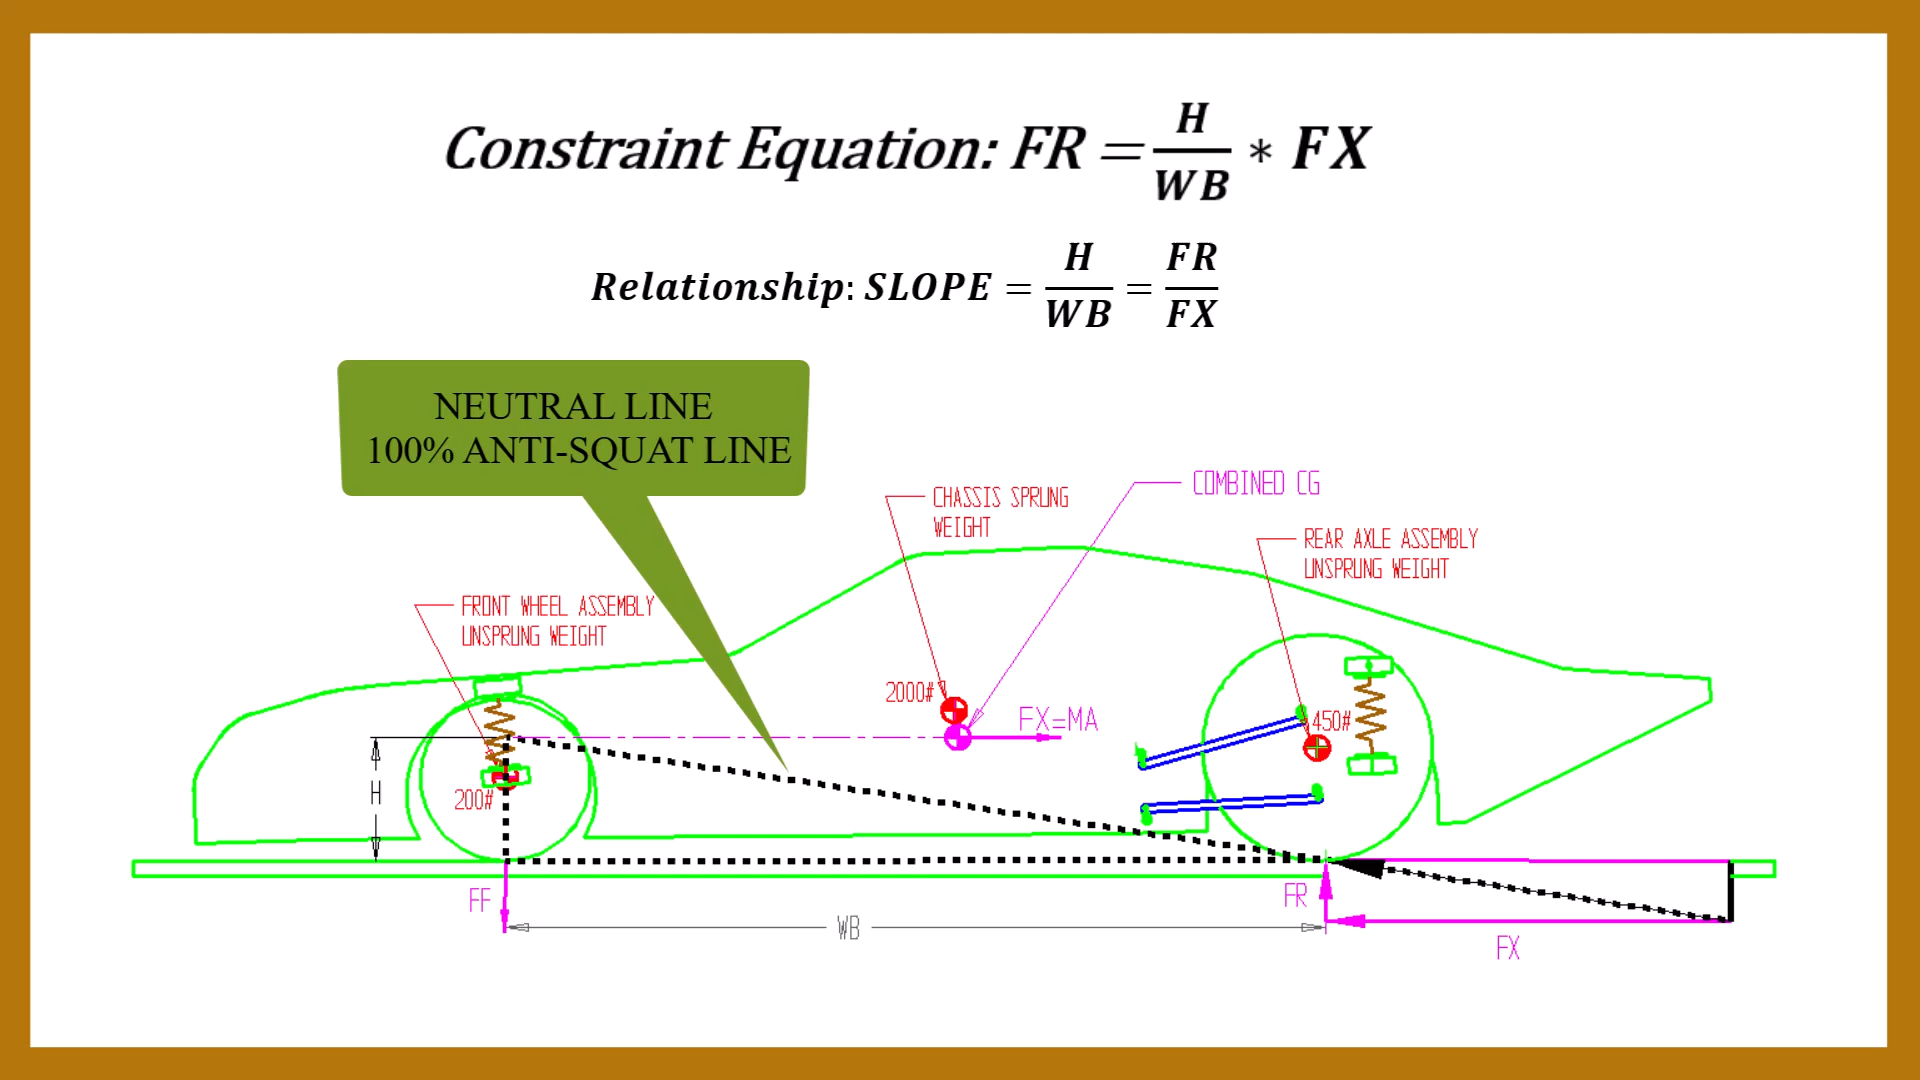 Constraint Equation: FR = H/WB * FX
Relationship: SLOPE = H/WB = FR/FX
NEUTRAL LINE
100% ANTI-SQUAT LINE
COMBINED CG
CHASSIS SPRUNG
WEIGHT
REAR AXLE ASSEMBLY
UNSPRUNG WEIGHT
FRONT WHEEL ASSEMBLY
UNSPRUNG WEIGHT
2000#
FX=MA
450#
H
200#
FF
FR
WB
FX